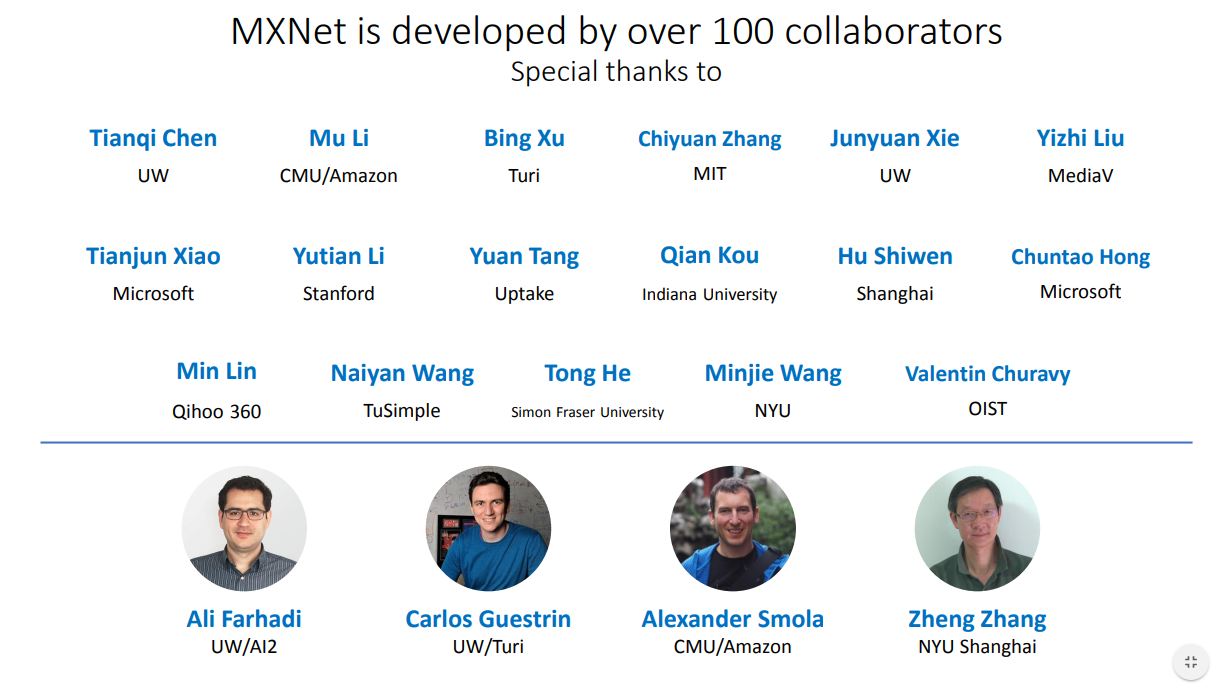 MXNet is developed by over 100 collaborators
Special thanks to
Tianqi Chen Mu Li Bing Xu Chiyuan Zhang Junyuan Xie Yizhi Liu
UW CMU/Amazon Turi MIT UW MediaV
Tianjun Xiao Yutian Li Yuan Tang Qian Kou Hu Shiwen Chuntao Hong
Microsoft Stanford Uptake Indiana University Shanghai Microsoft
Min Lin Naiyan Wang Tong He Minjie Wang Valentin Churavy
Qihoo 360 TuSimple Simon Fraser University NYU OIST
Ali Farhadi Carlos Guestrin Alexander Smola Zheng Zhang
UW/AI2 UW/Turi CMU/Amazon NYU Shanghai